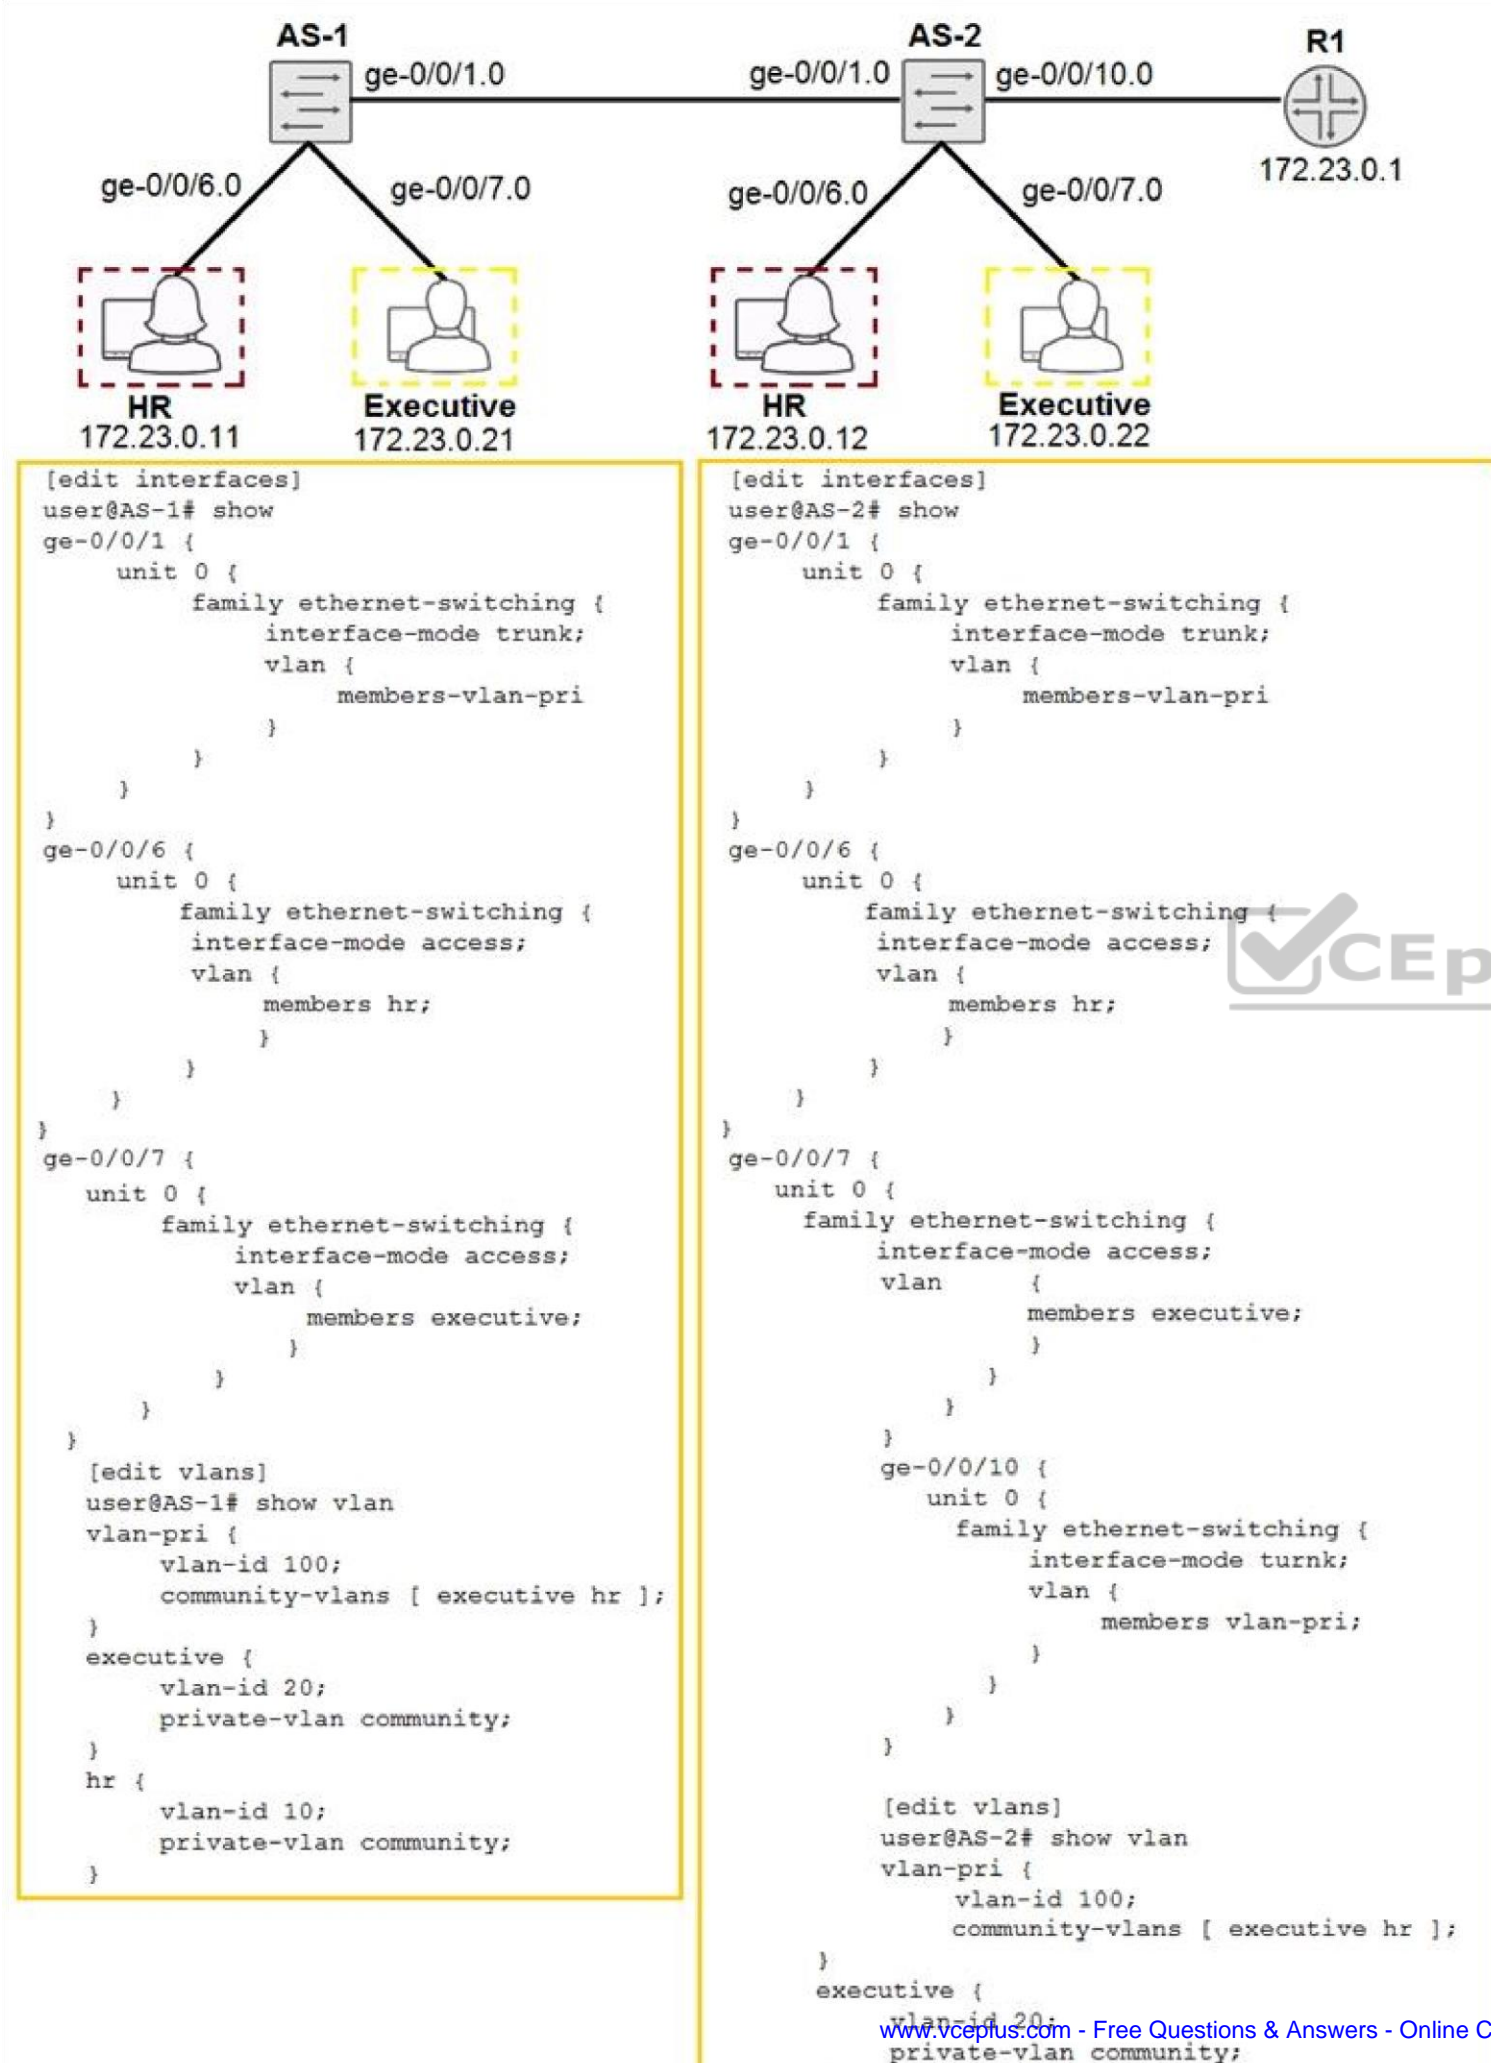 AS-1
AS-2
R1
ge-0/0/1.0
ge-0/0/1.0
ge-0/0/10.0
172.23.0.1
ge-0/0/6.0
ge-0/0/7.0
ge-0/0/6.0
ge-0/0/7.0
HR
172.23.0.11
Executive
172.23.0.21
HR
172.23.0.12
Executive
172.23.0.22
[edit interfaces]
user@AS-1# show
ge-0/0/1 {
unit 0 {
family ethernet-switching {
interface-mode trunk;
vlan {
members-vlan-pri
}
}
}
}
ge-0/0/6 {
unit 0 {
family ethernet-switching {
interface-mode access;
vlan {
members hr;
}
}
}
}
ge-0/0/7 {
unit 0 {
family ethernet-switching {
interface-mode access;
vlan {
members executive;
}
}
}
}
[edit vlans]
user@AS-1# show vlan
vlan-pri {
vlan-id 100;
community-vlans [ executive hr ];
}
executive {
vlan-id 20;
private-vlan community;
}
hr {
vlan-id 10;
private-vlan community;
}
[edit interfaces]
user@AS-2# show
ge-0/0/1 {
unit 0 {
family ethernet-switching {
interface-mode trunk;
vlan {
members-vlan-pri
}
}
}
}
ge-0/0/6 {
unit 0 {
family ethernet-switching {
interface-mode access;
vlan {
members hr;
}
}
}
}
ge-0/0/7 {
unit 0 {
family ethernet-switching {
interface-mode access;
vlan {
members executive;
}
}
}
}
ge-0/0/10 {
unit 0 {
family ethernet-switching {
interface-mode turnk;
vlan {
members vlan-pri;
}
}
}
}
[edit vlans]
user@AS-2# show vlan
vlan-pri {
vlan-id 100;
community-vlans [ executive hr ];
}
executive {
vlan-id 20;
private-vlan community;
VCEp
www.vceplus.com - Free Questions & Answers - Online C